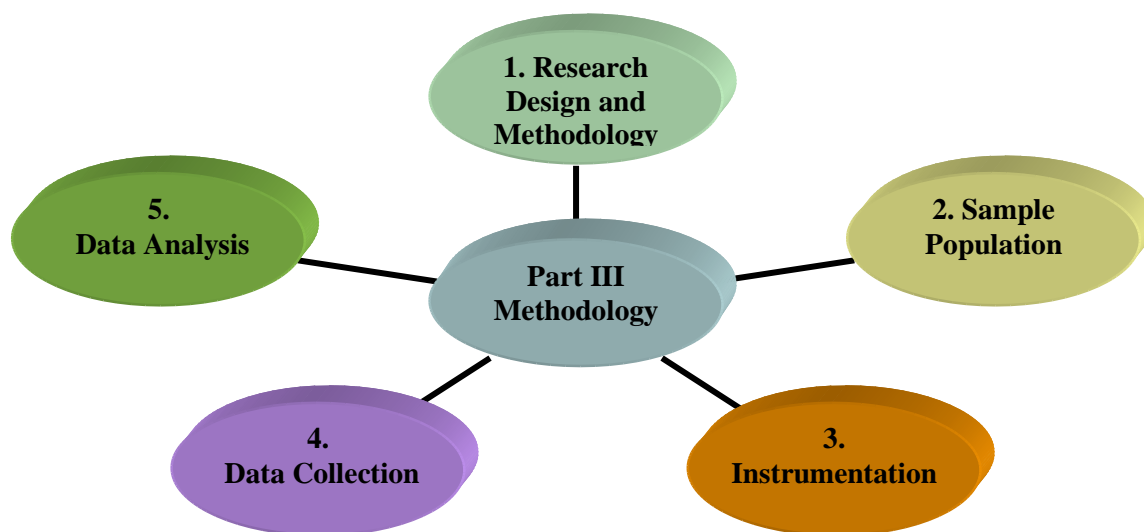 1. Research
Design and
Methodology
5.
Data Analysis
2. Sample
Population
Part III
Methodology
4.
Data Collection
3.
Instrumentation